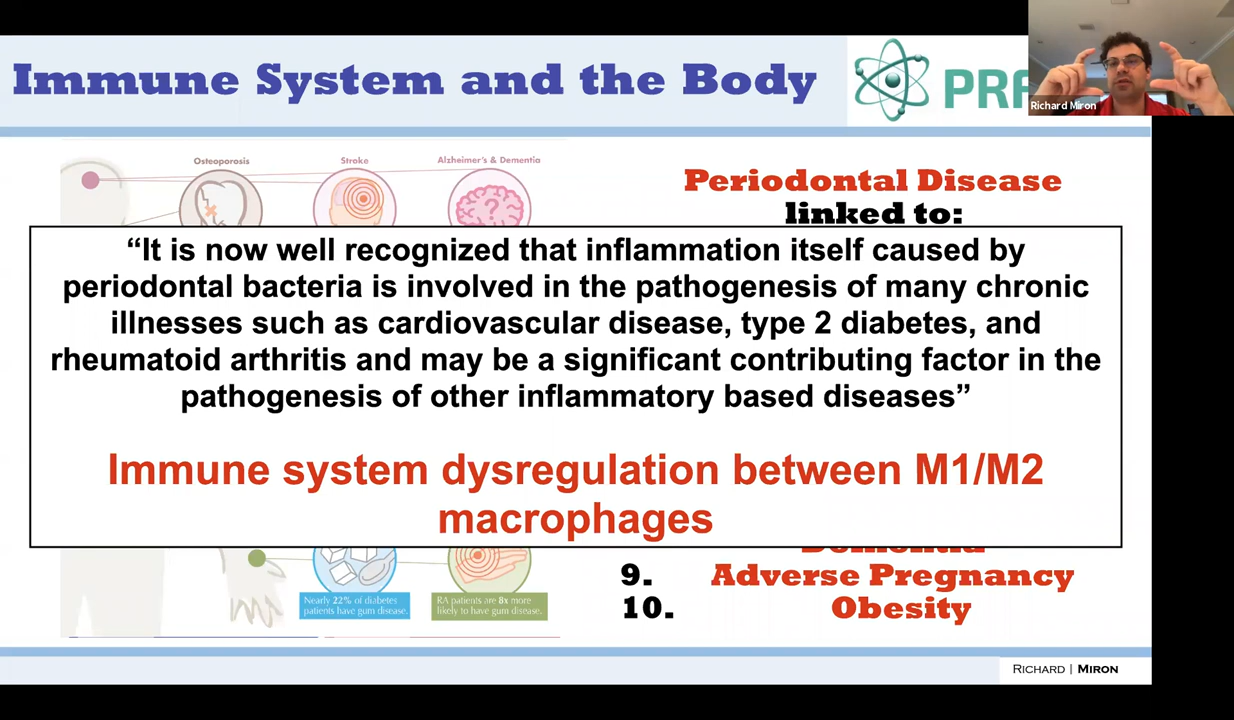 Immune System and the Body
PRF
Richard Miron
Osteoporosis
Stroke
Alzheimer's & Dementia
Periodontal Disease
linked to:
“It is now well recognized that inflammation itself caused by
periodontal bacteria is involved in the pathogenesis of many chronic
illnesses such as cardiovascular disease, type 2 diabetes, and
rheumatoid arthritis and may be a significant contributing factor in the
pathogenesis of other inflammatory based diseases”
Immune system dysregulation between M1/M2
macrophages
Dementia
9. Adverse Pregnancy
10. Obesity
Nearly 22% of diabetes
patients have gum disease.
RA patients are 8x more
likely to have gum disease.
RICHARD | MIRON